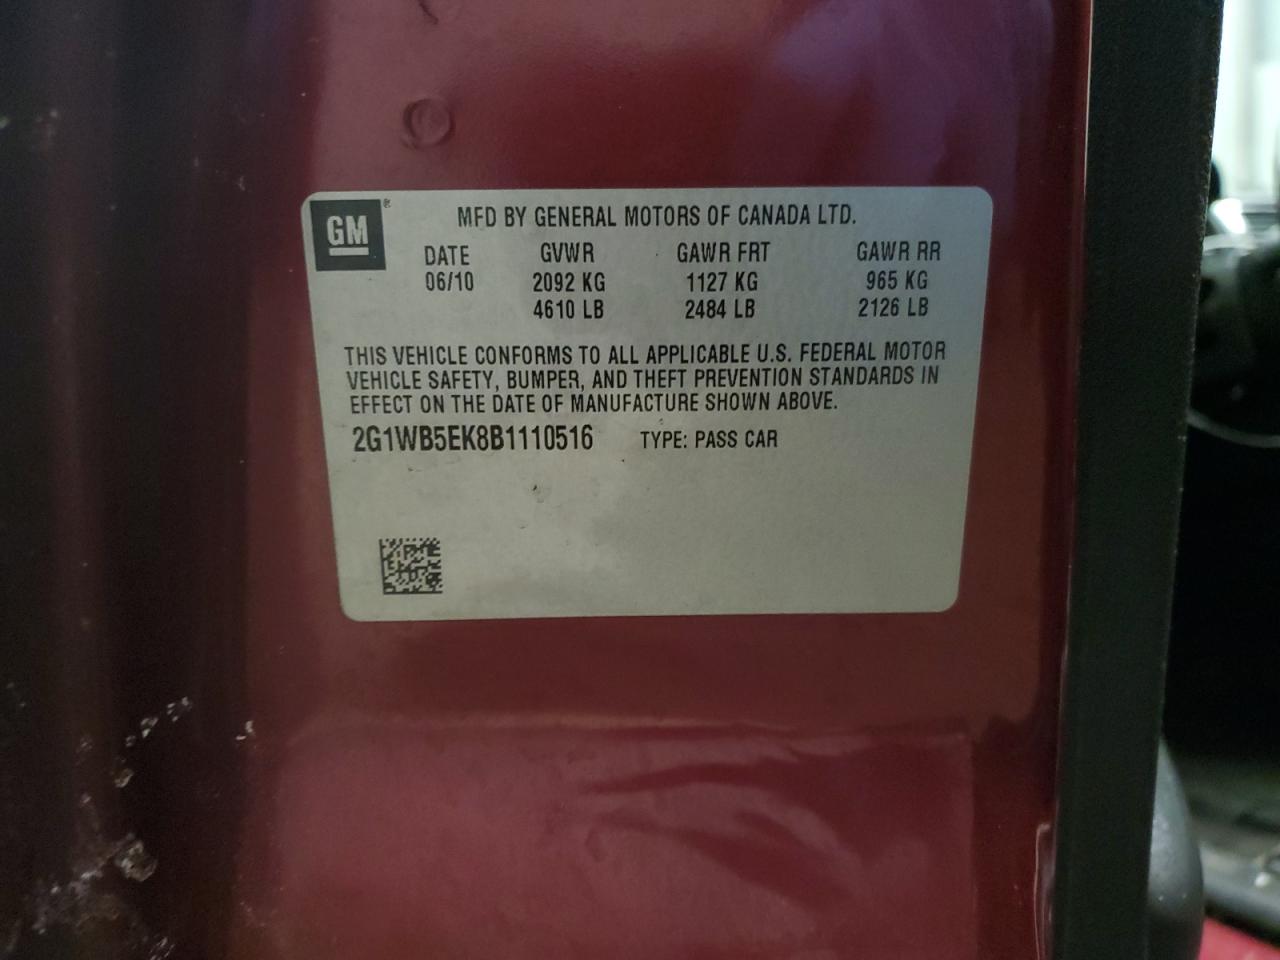 GM®
MFD BY GENERAL MOTORS OF CANADA LTD.
DATE GVWR GAWR FRT GAWR RR
06/10 2092 KG 1127 KG 965 KG
4610 LB 2484 LB 2126 LB
THIS VEHICLE CONFORMS TO ALL APPLICABLE U.S. FEDERAL MOTOR
VEHICLE SAFETY, BUMPER, AND THEFT PREVENTION STANDARDS IN
EFFECT ON THE DATE OF MANUFACTURE SHOWN ABOVE.
2G1WB5EK8B1110516 TYPE: PASS CAR